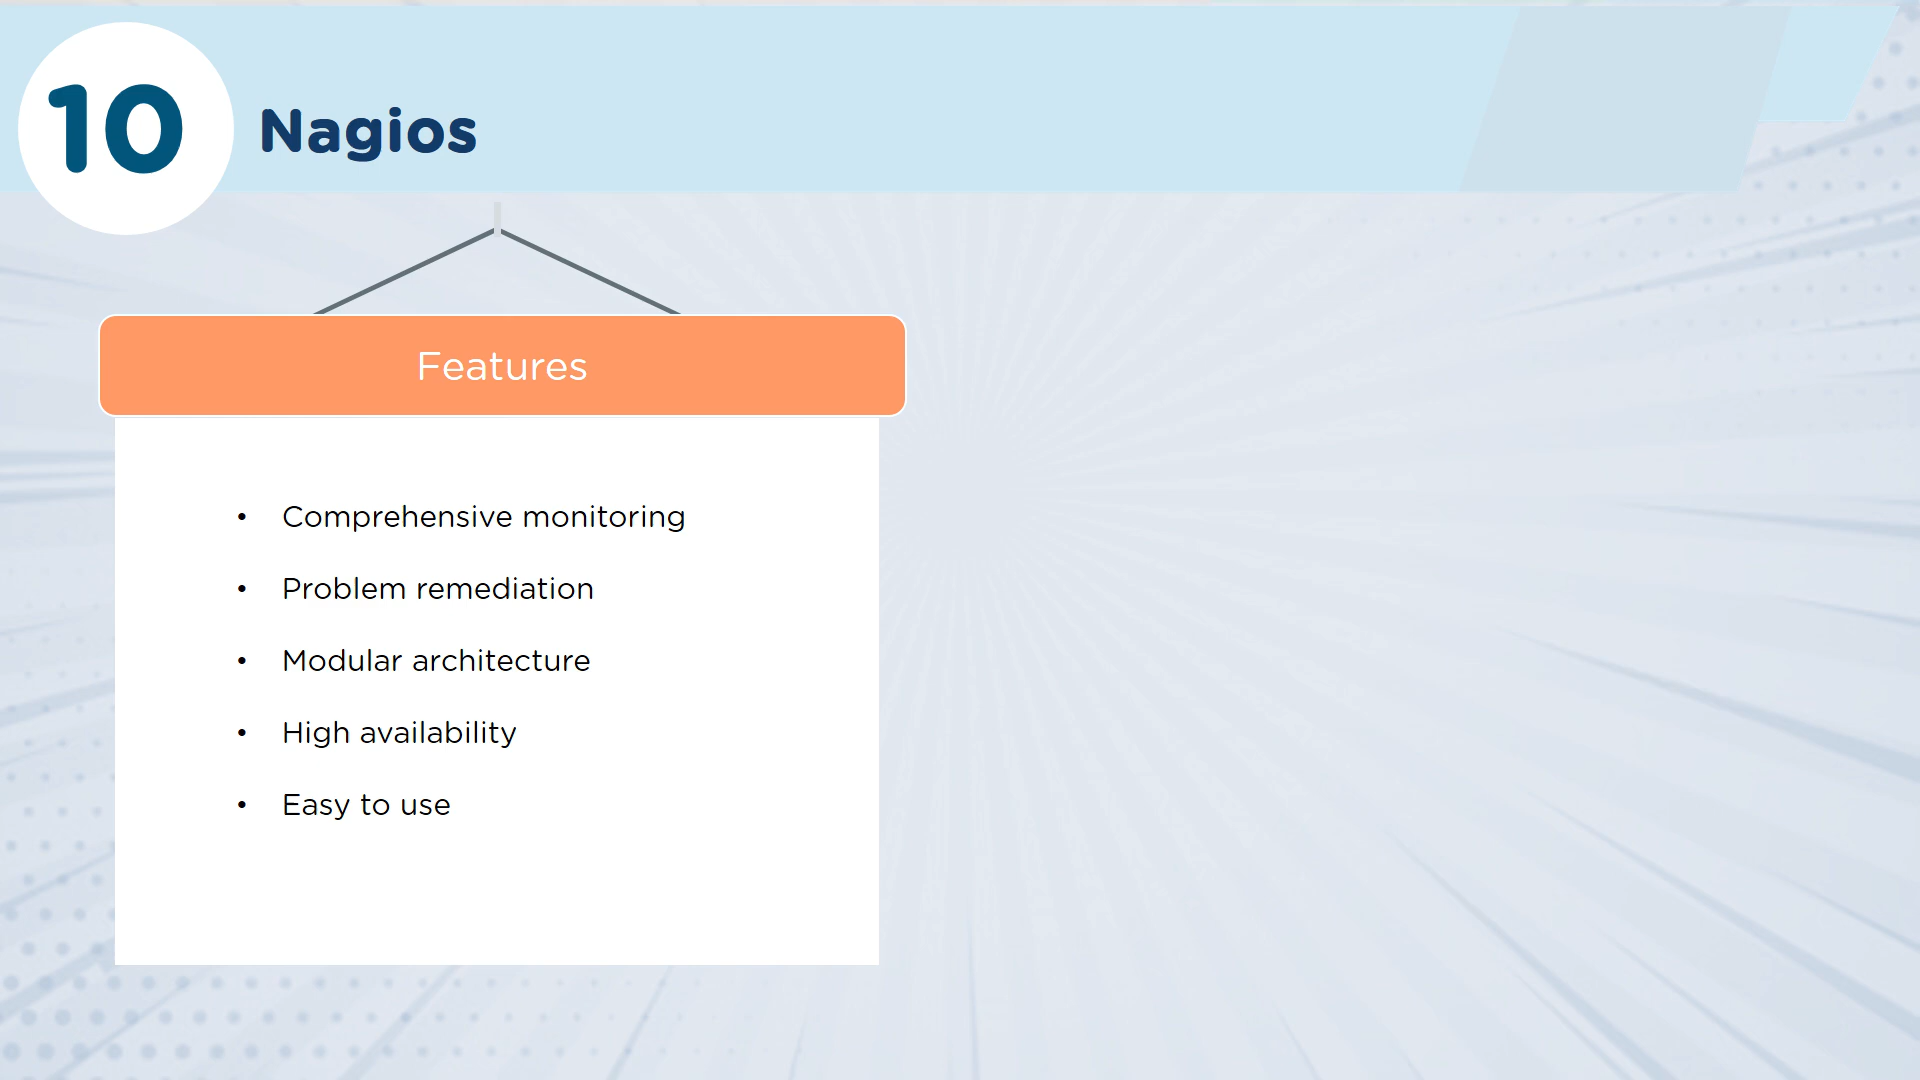 10
Nagios
Features
• Comprehensive monitoring
• Problem remediation
• Modular architecture
• High availability
• Easy to use